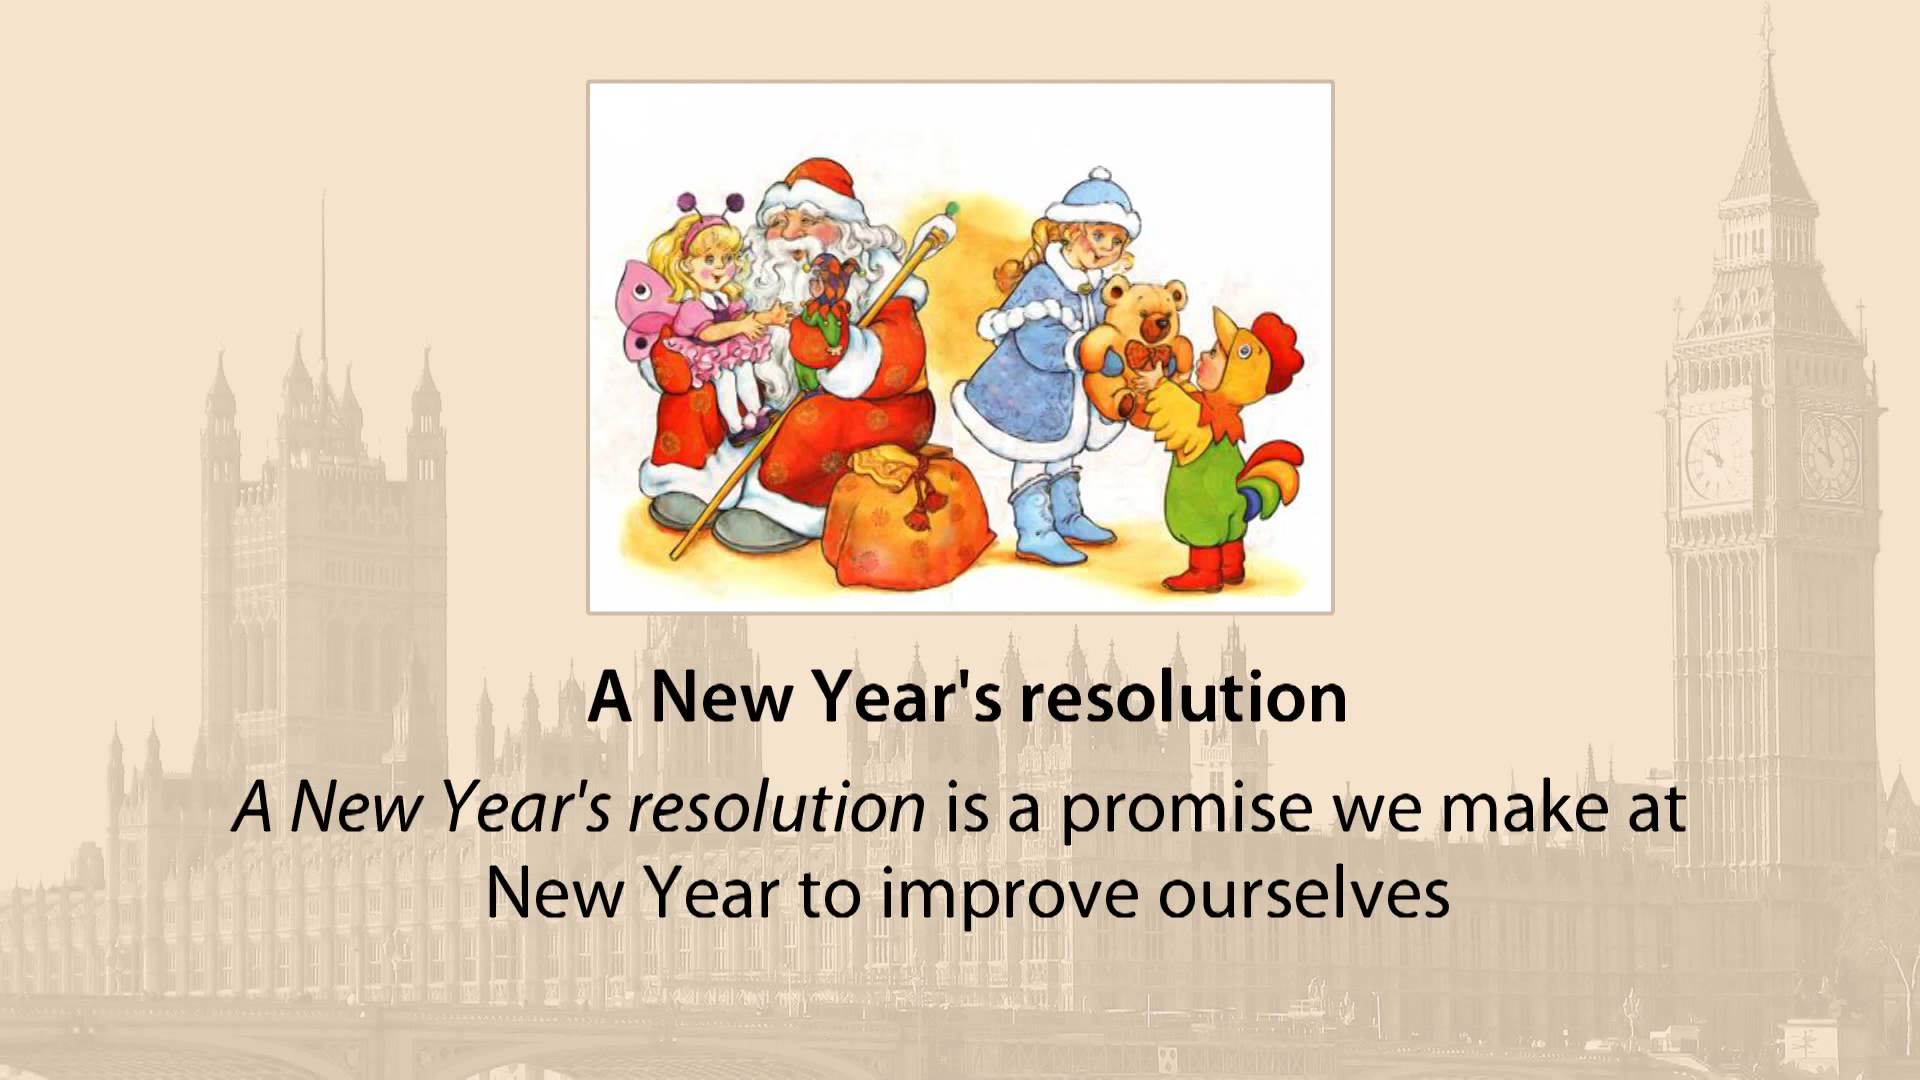 A New Year's resolution
A New Year's resolution is a promise we make at
New Year to improve ourselves